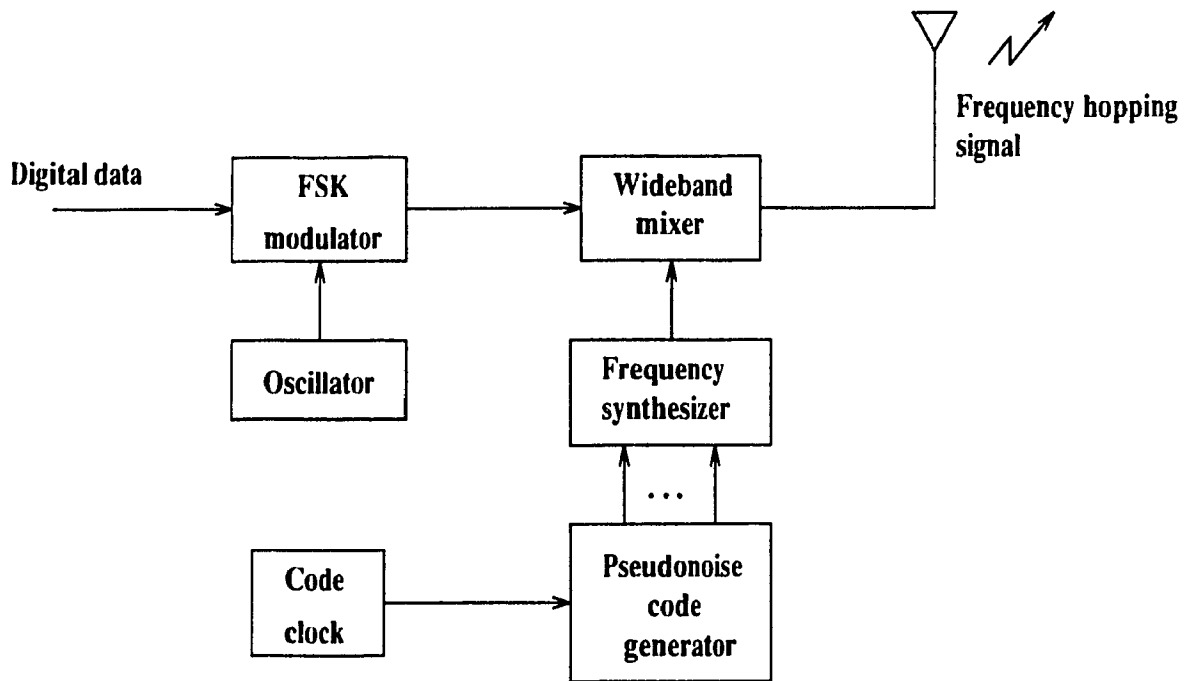 Frequency hopping
signal
Digital data
FSK
modulator
Wideband
mixer
Oscillator
Frequency
synthesizer
...
Code
clock
Pseudonoise
code
generator